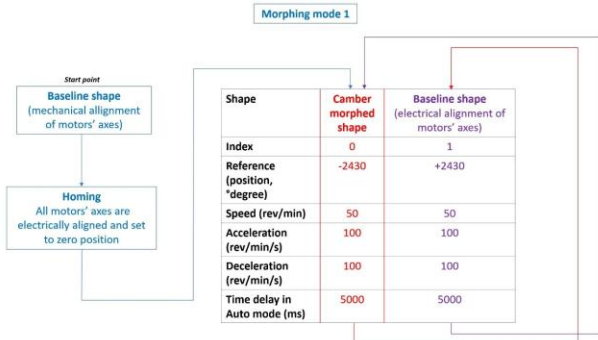 Morphing mode 1
Start point
Baseline shape
(mechanical allignment
of motors' axes)
Homing
All motors' axes are
electrically aligned and set
to zero position
Shape
Camber
morphed
shape
Baseline shape
(electrical alignment of
motors' axes)
Index 0 1
Reference
(position,
°degree)
-2430 +2430
Speed (rev/min) 50 50
Acceleration
(rev/min/s)
100 100
Deceleration
(rev/min/s)
100 100
Time delay in
Auto mode (ms)
5000 5000